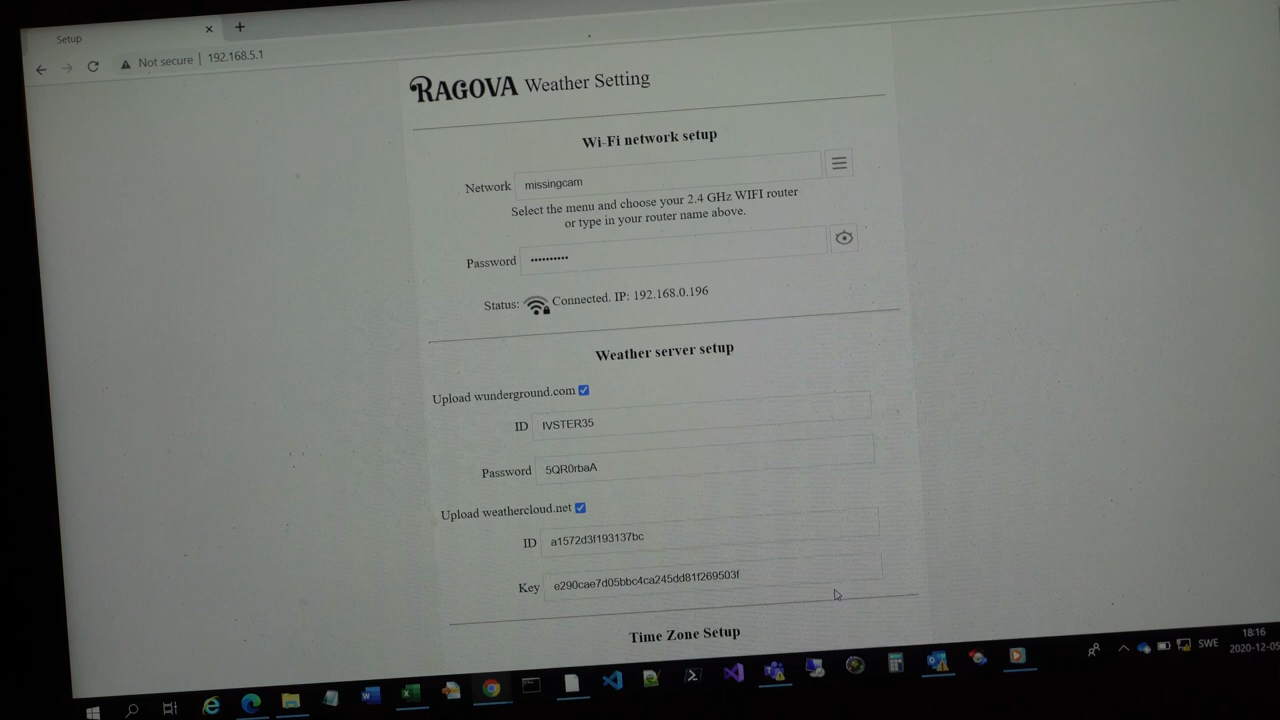 Setup
Not secure | 192.168.5.1
RAGOVA Weather Setting
Wi-Fi network setup
Network missingcam
Select the menu and choose your 2.4 GHz WIFI router
or type in your router name above.
Password ••••••••••
Status: Connected. IP: 192.168.0.196
Weather server setup
Upload wunderground.com
ID IVSTER35
Password 5QR0rbaA
Upload weathercloud.net
ID a1572d3f193137bc
Key e290cae7d05bbc4ca245dd81f269503f
Time Zone Setup
SWE
18:16
2020-12-05